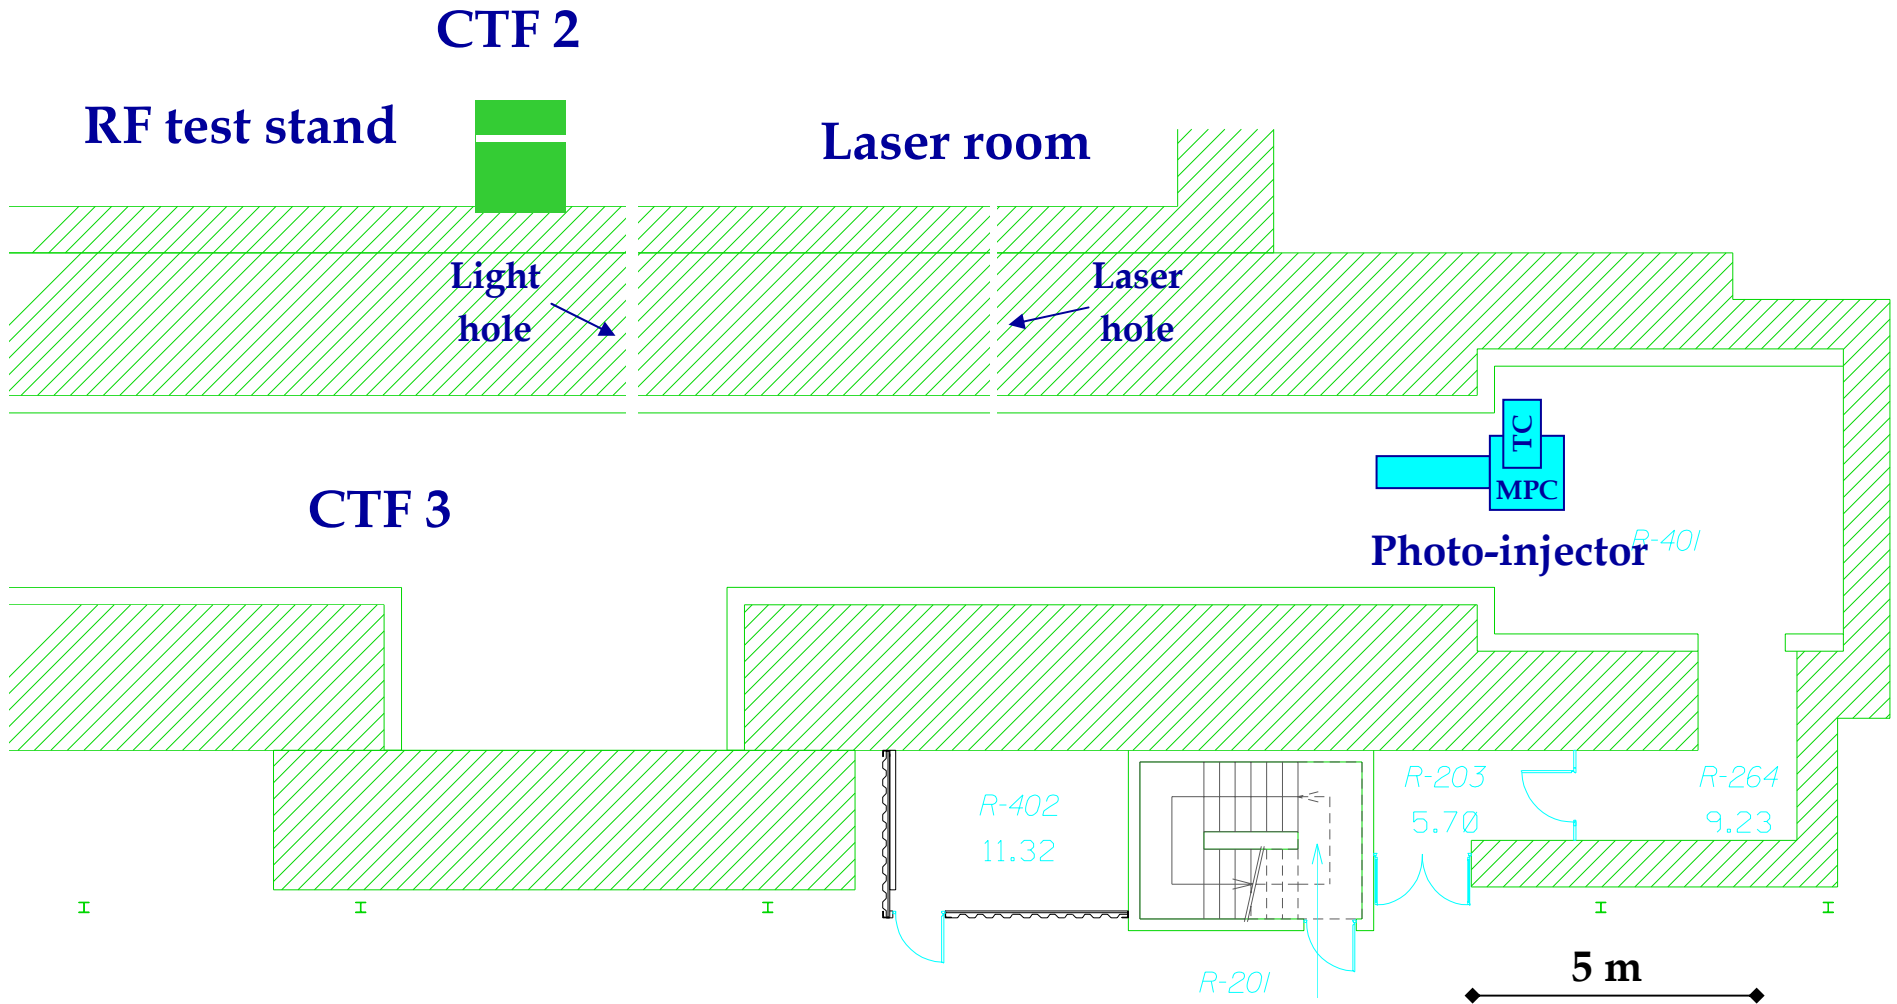 CTF 2
RF test stand
Laser room
Light
hole
Laser
hole
TC
MPC
CTF 3
Photo-injector
R-401
R-402
11.32
R-203
5.70
R-264
9.23
R-201
5 m